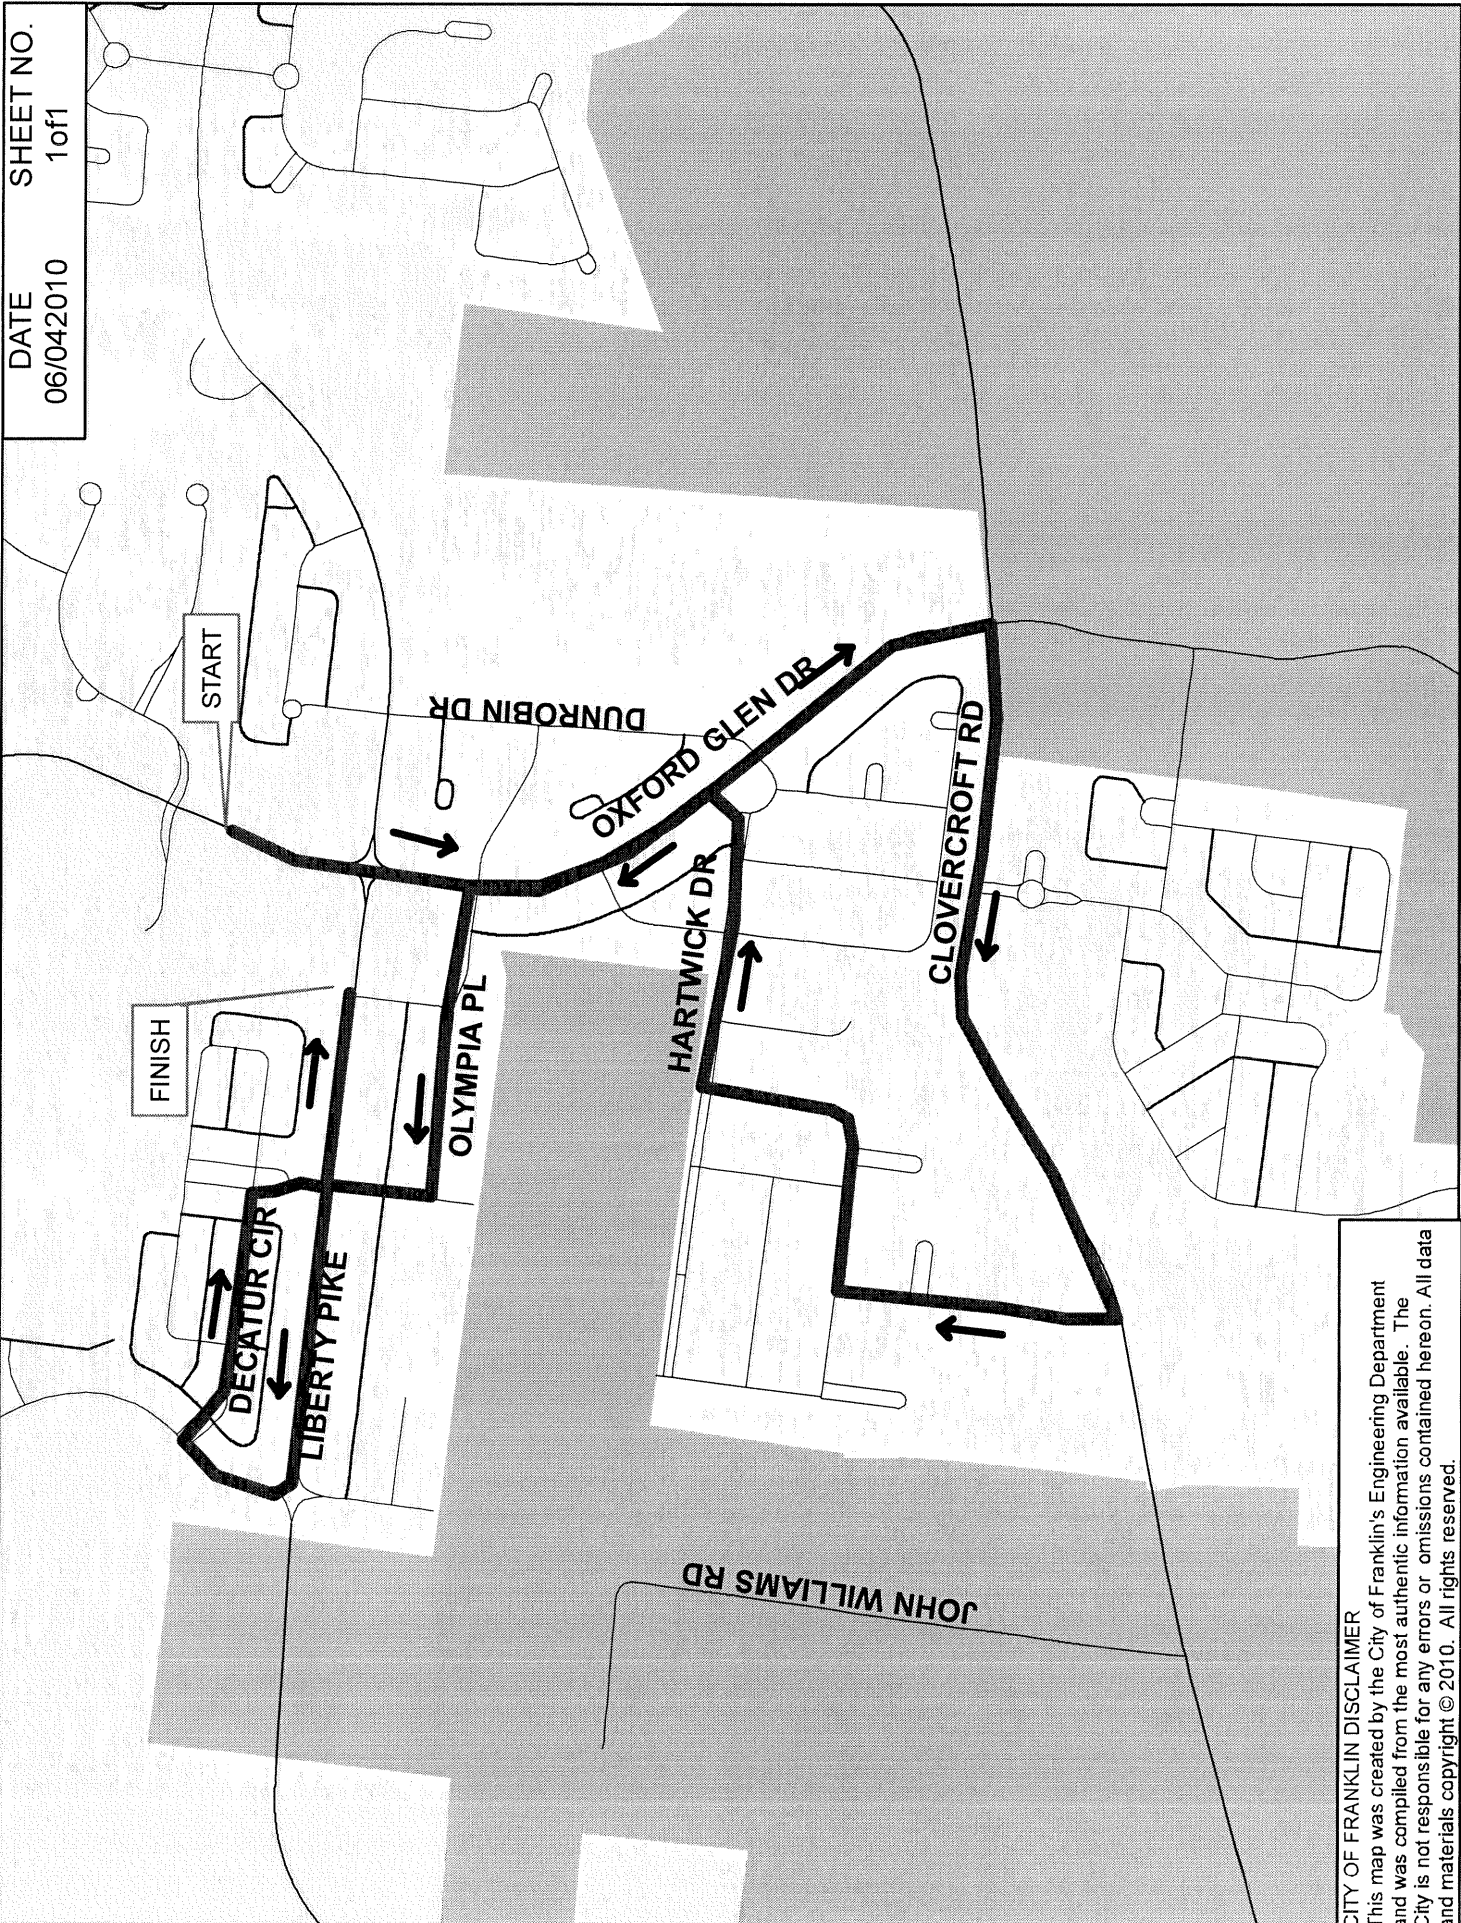 DATE SHEET NO.
06/042010 1of1
START
FINISH
DUNROBIN DR
OXFORD GLEN DR
DECATUR CIR
LIBERTY PIKE
OLYMPIA PL
HARTWICK DR
CLOVERCROFT RD
JOHN WILLIAMS RD
CITY OF FRANKLIN DISCLAIMER
This map was created by the City of Franklin's Engineering Department
and was compiled from the most authentic information available. The
City is not responsible for any errors or omissions contained hereon. All data
and materials copyright © 2010. All rights reserved.